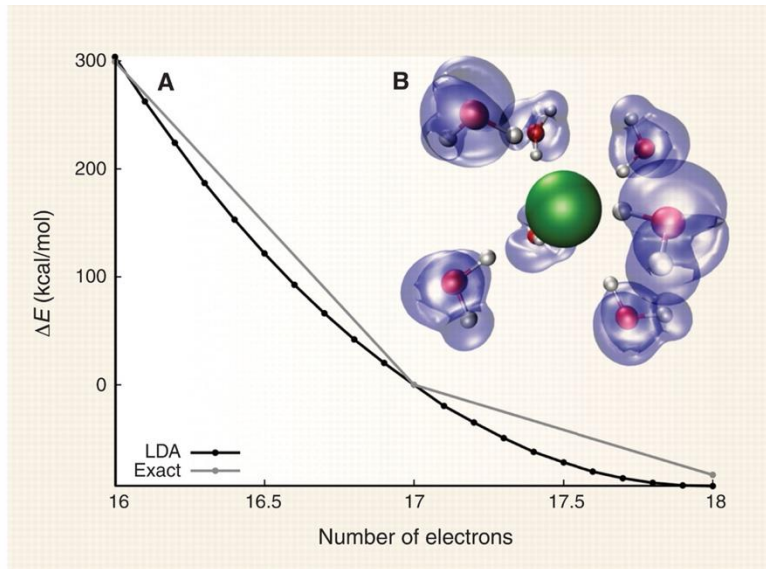 A
B
300
200
100
0
ΔE (kcal/mol)
LDA
Exact
16
16.5
17
17.5
18
Number of electrons